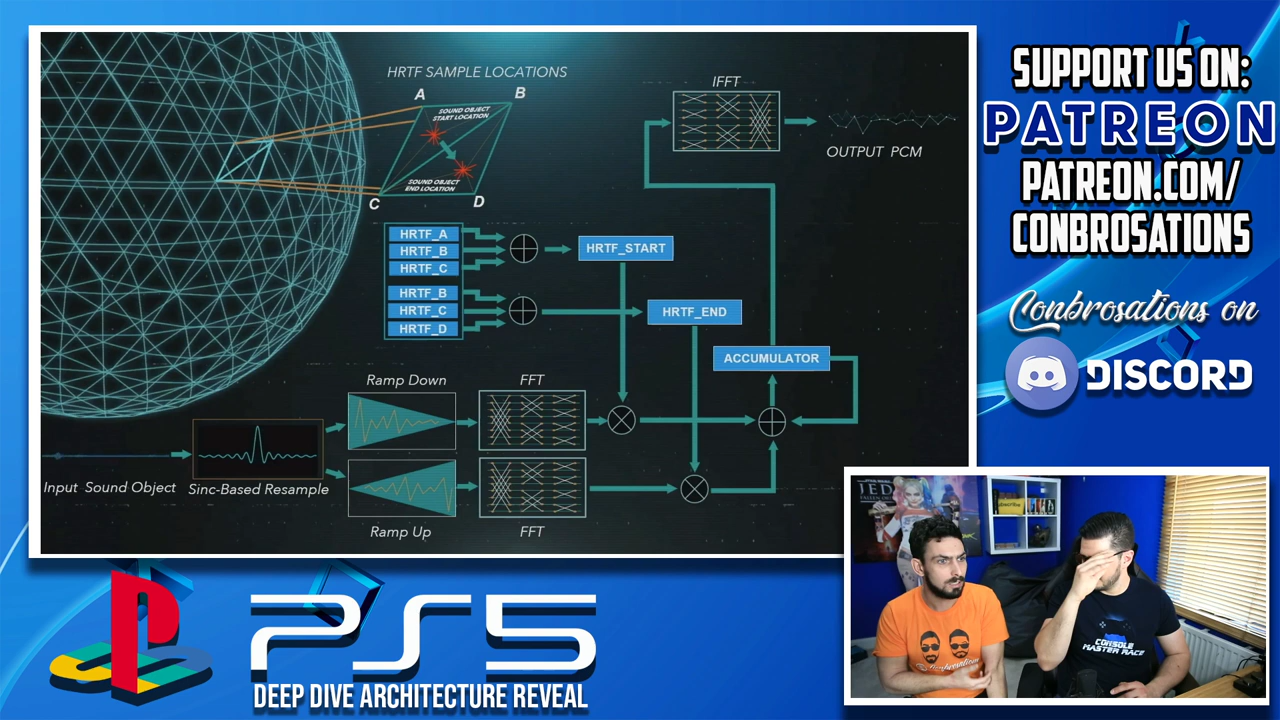 HRTF SAMPLE LOCATIONS
A
B
SOUND OBJECT
START LOCATION
SOUND OBJECT
END LOCATION
C
D
IFFT
OUTPUT PCM
HRTF_A
HRTF_B
HRTF_C
HRTF_START
HRTF_B
HRTF_C
HRTF_D
HRTF_END
ACCUMULATOR
Ramp Down
FFT
Input Sound Object
Sinc-Based Resample
Ramp Up
FFT
SUPPORT US ON:
PATREON
PATREON.COM/
CONBROSATIONS
Conbrosations on
DISCORD
PS5
DEEP DIVE ARCHITECTURE REVEAL
JEDI
Conbrosations
CONSOLE
MASTER RACE